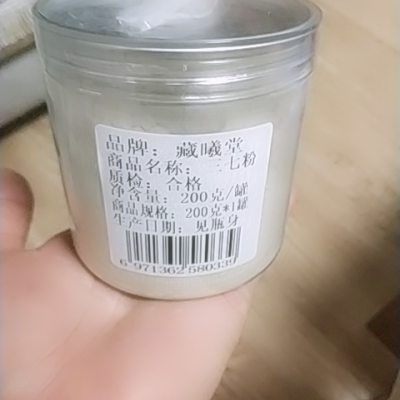 品牌：藏曦堂
商品名称：三七粉
质检：合格
净含量：200克/罐
商品规格：200克*1罐
生产日期：见瓶身
6 971362 580339